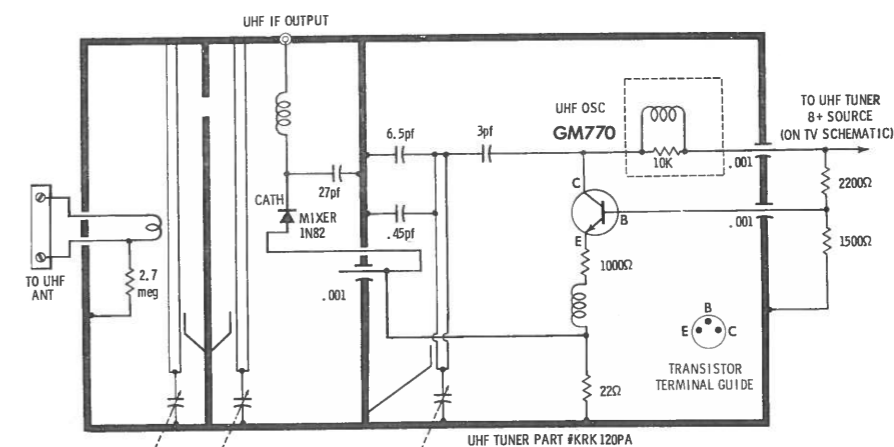 UHF IF OUTPUT
UHF OSC
GM770
TO UHF TUNER
8+ SOURCE
(ON TV SCHEMATIC)
6.5pf
3pf
10K
.001
2200Ω
27pf
CATH
C
MIXER
1N82
.45pf
B
.001
1500Ω
E
1000Ω
TO UHF
ANT
2.7
meg
.001
B
E
C
TRANSISTOR
TERMINAL GUIDE
22Ω
UHF TUNER PART #KRK120PA